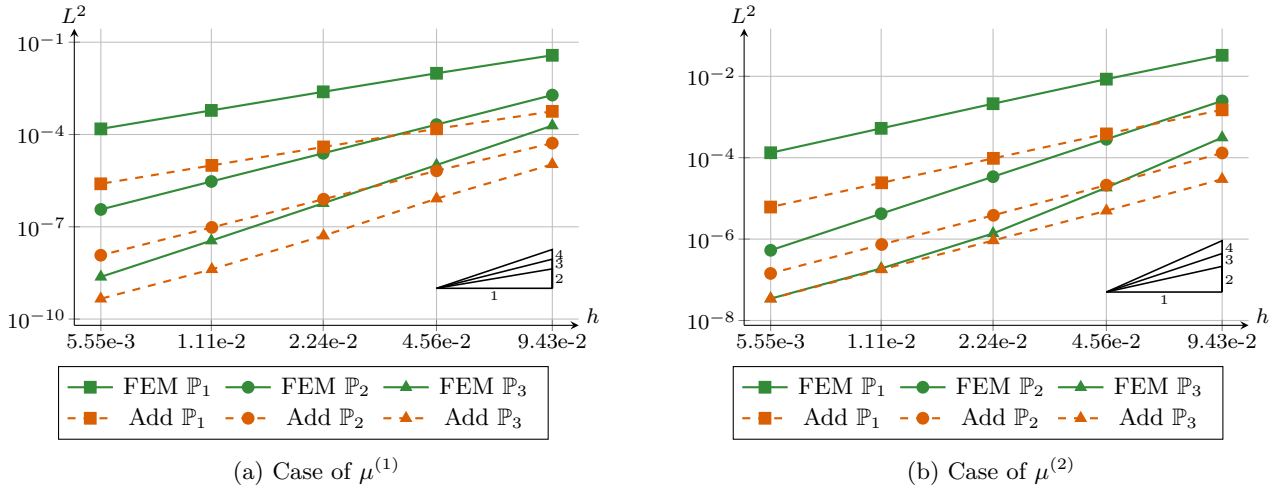 L²
10⁻¹
10⁻⁴
10⁻⁷
10⁻¹⁰
4
3
2
1
h
5.55e-3 1.11e-2 2.24e-2 4.56e-2 9.43e-2
FEM ℙ₁ FEM ℙ₂ FEM ℙ₃
Add ℙ₁ Add ℙ₂ Add ℙ₃
(a) Case of μ⁽¹⁾
L²
10⁻²
10⁻⁴
10⁻⁶
10⁻⁸
4
3
2
1
h
5.55e-3 1.11e-2 2.24e-2 4.56e-2 9.43e-2
FEM ℙ₁ FEM ℙ₂ FEM ℙ₃
Add ℙ₁ Add ℙ₂ Add ℙ₃
(b) Case of μ⁽²⁾